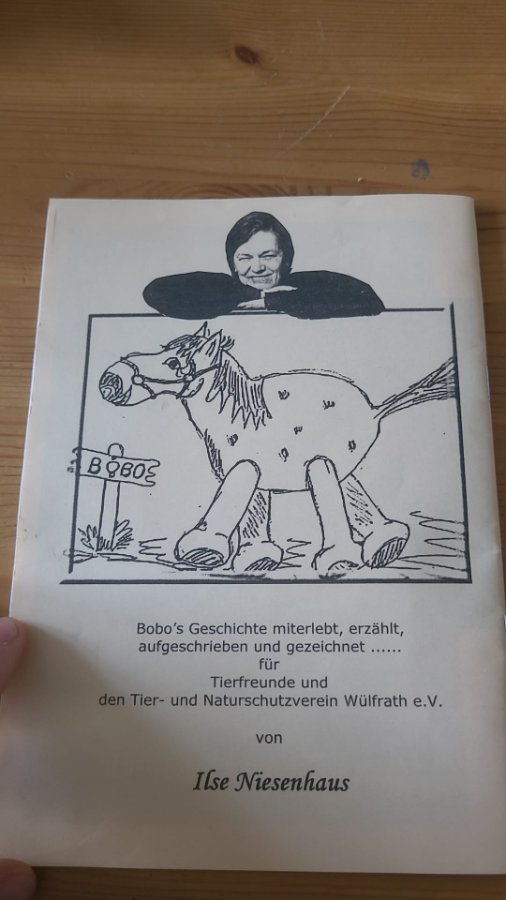 BOBO
Bobo's Geschichte miterlebt, erzählt,
aufgeschrieben und gezeichnet ......
für
Tierfreunde und
den Tier- und Naturschutzverein Wülfrath e.V.
von
Ilse Niesenhaus